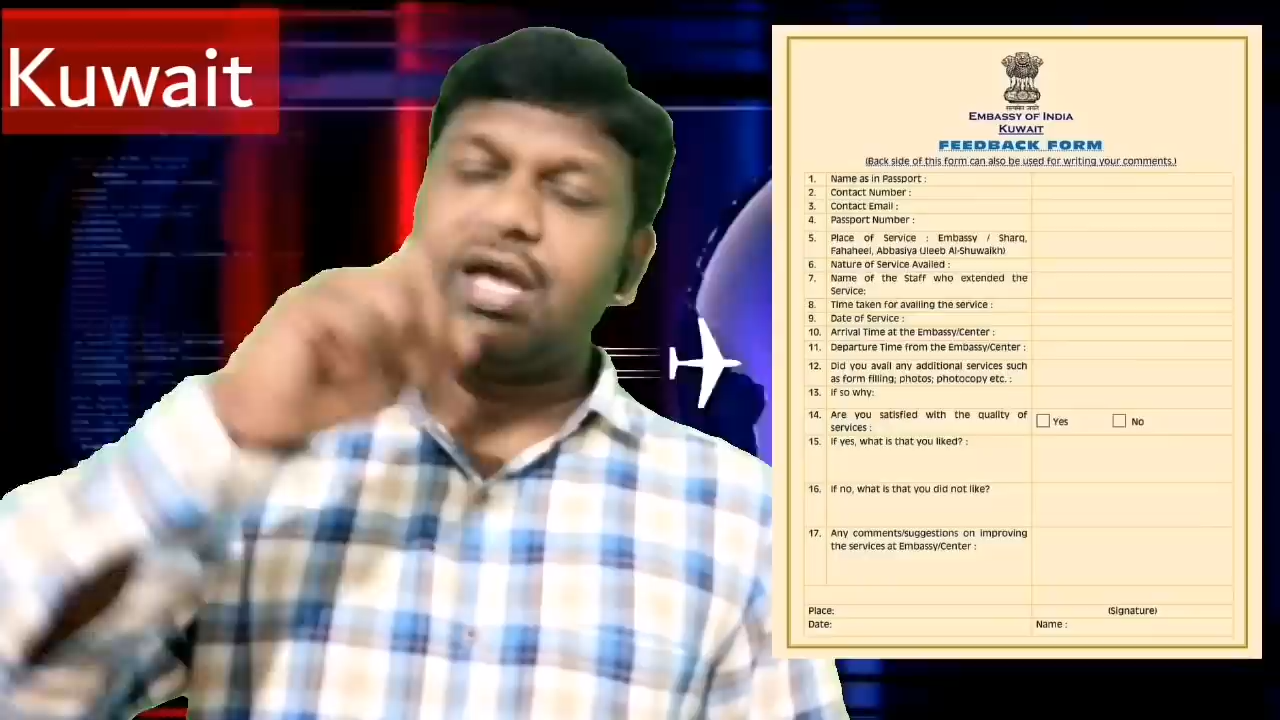 Kuwait
EMBASSY OF INDIA
KUWAIT
FEEDBACK FORM
(Back side of this form can also be used for writing your comments.)
1. Name as in Passport :
2. Contact Number :
3. Contact Email :
4. Passport Number :
5. Place of Service : Embassy / Sharq,
Fahaheel, Abbasiya (Jleeb Al-Shuwaikh)
6. Nature of Service Availed :
7. Name of the Staff who extended the
Service:
8. Time taken for availing the service :
9. Date of Service :
10. Arrival Time at the Embassy/Center :
11. Departure Time from the Embassy/Center :
12. Did you avail any additional services such
as form filling; photos; photocopy etc. :
13. If so why:
14. Are you satisfied with the quality of
services :
Yes No
15. If yes, what is that you liked? :
16. If no, what is that you did not like?
17. Any comments/suggestions on improving
the services at Embassy/Center :
Place: (Signature)
Date: Name :